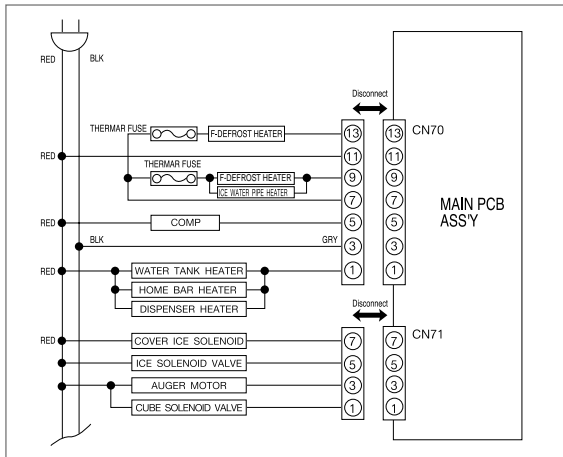 RED BLK
Disconnect
THERMAR FUSE F-DEFROST HEATER 13 13 CN70
RED 11 11
THERMAR FUSE
F-DEFROST HEATER 9 9
ICE WATER PIPE HEATER
7 7
MAIN PCB
ASS'Y
RED COMP 5 5
BLK GRY 3 3
RED WATER TANK HEATER 1 1
HOME BAR HEATER
DISPENSER HEATER
Disconnect
RED COVER ICE SOLENOID 7 7 CN71
ICE SOLENOID VALVE 5 5
AUGER MOTOR 3 3
CUBE SOLENOID VALVE 1 1